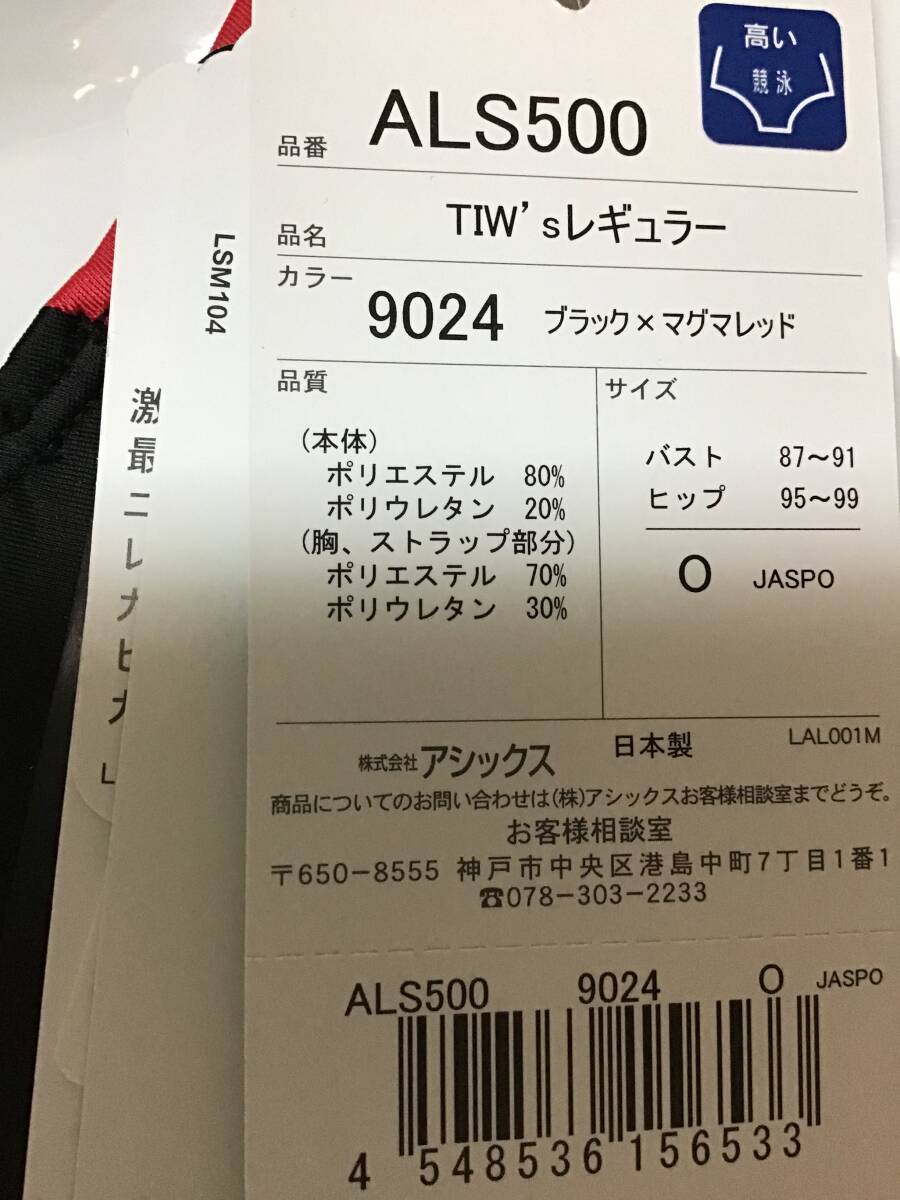 高い
競泳
品番 ALS500
品名 TIW'sレギュラー
カラー
9024 ブラック×マグマレッド
品質
(本体)
ポリエステル 80%
ポリウレタン 20%
(胸、ストラップ部分)
ポリエステル 70%
ポリウレタン 30%
サイズ
バスト 87～91
ヒップ 95～99
O JASPO
株式会社アシックス 日本製 LAL001M
商品についてのお問い合わせは(株)アシックスお客様相談室までどうぞ。
お客様相談室
〒650-8555 神戸市中央区港島中町7丁目1番1
☎078-303-2233
ALS500 9024 O JASPO
4 548536 156533
LSM104
激
最
ニ